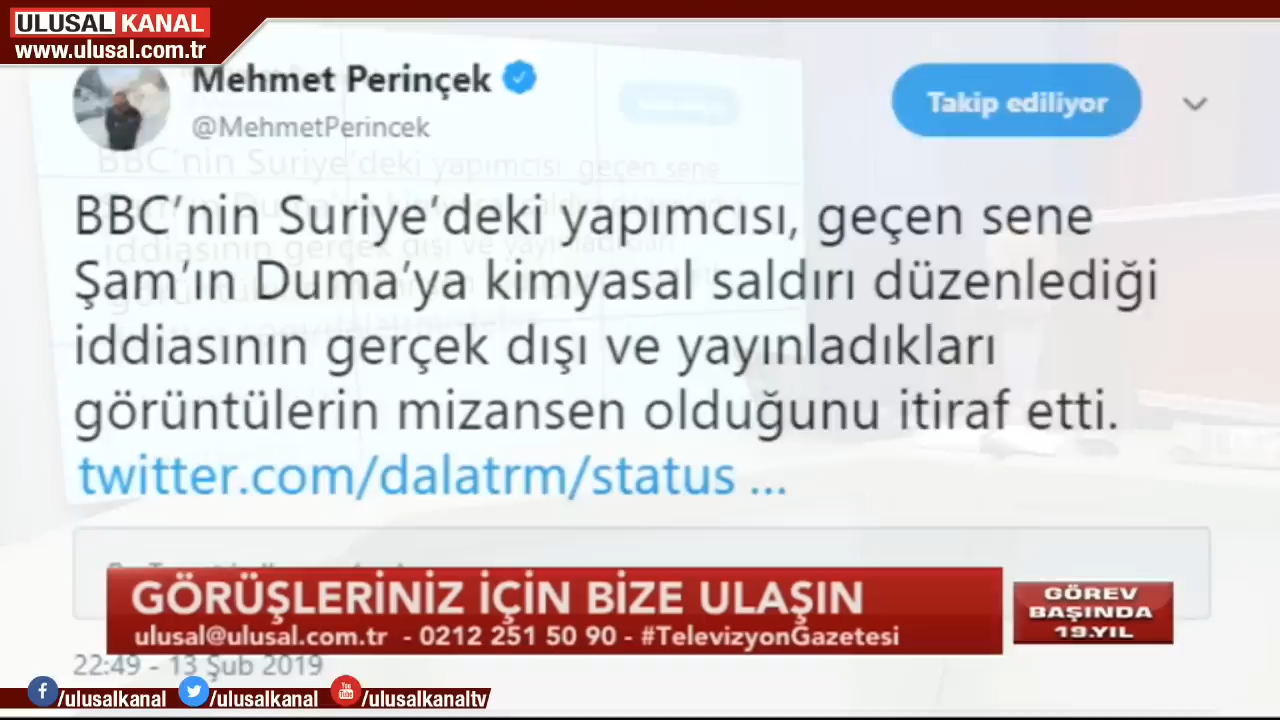 ULUSAL KANAL
www.ulusal.com.tr
Mehmet Perinçek
@MehmetPerincek
Takip ediliyor
BBC'nin Suriye'deki yapımcısı, geçen sene
Şam'ın Duma'ya kimyasal saldırı düzenlediği
iddiasının gerçek dışı ve yayınladıkları
görüntülerin mizansen olduğunu itiraf etti.
twitter.com/dalatrm/status ...
GÖRÜŞLERİNİZ İÇİN BİZE ULAŞIN
ulusal@ulusal.com.tr - 0212 251 50 90 - #TelevizyonGazetesi
GÖREV
BAŞINDA
19.YIL
22:49 - 13 Şub 2019
/ulusalkanal
/ulusalkanal
You Tube
/ulusalkanaltv